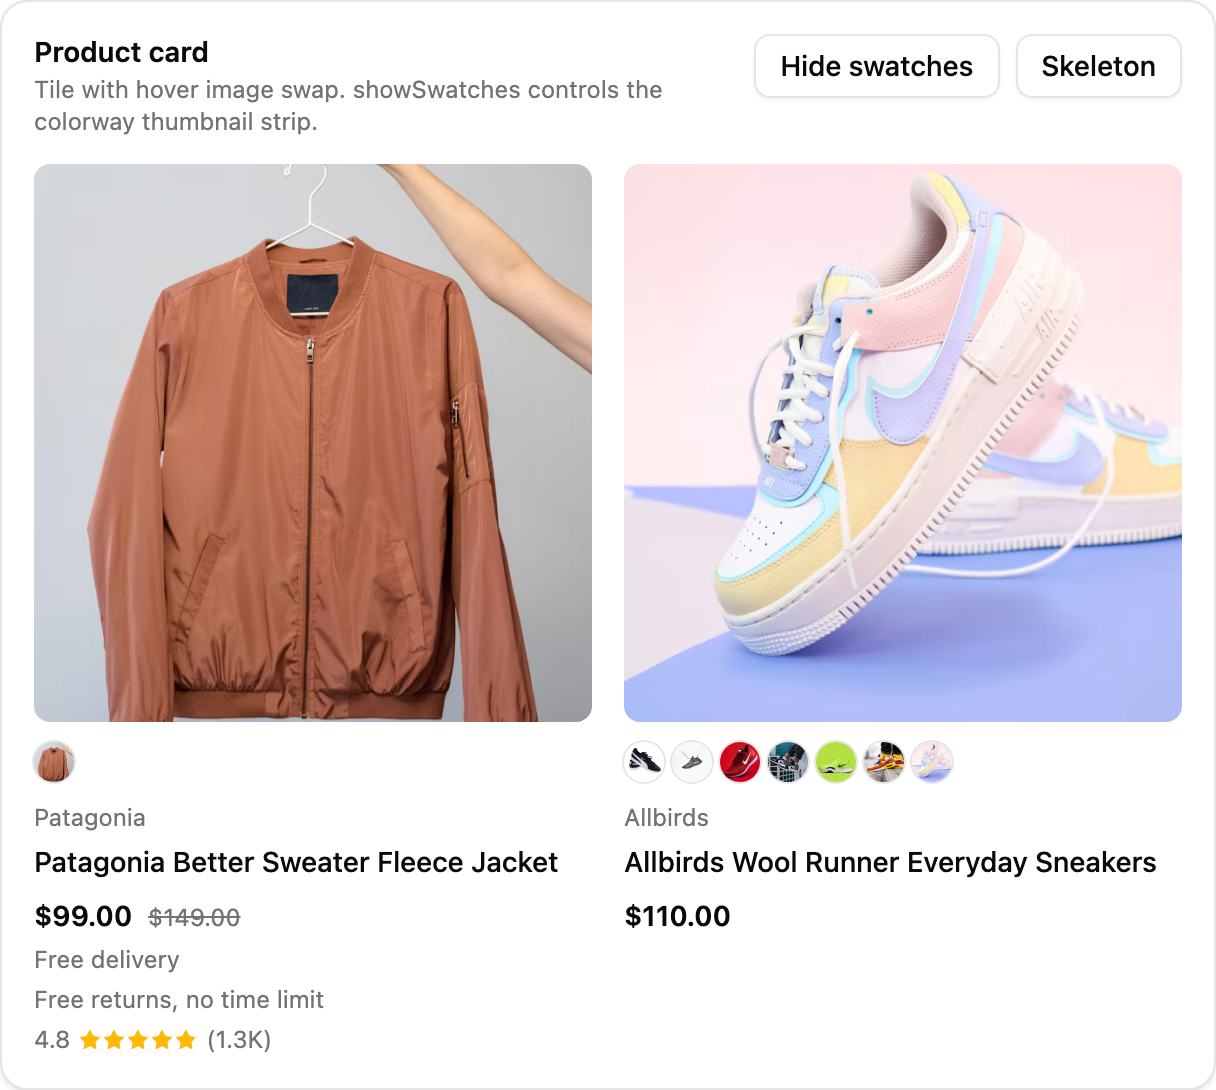 Product card
Tile with hover image swap. showSwatches controls the
colorway thumbnail strip.
Hide swatches
Skeleton
AIR
AIR
Patagonia
Patagonia Better Sweater Fleece Jacket
$99.00 $149.00
Free delivery
Free returns, no time limit
4.8 (1.3K)
Allbirds
Allbirds Wool Runner Everyday Sneakers
$110.00